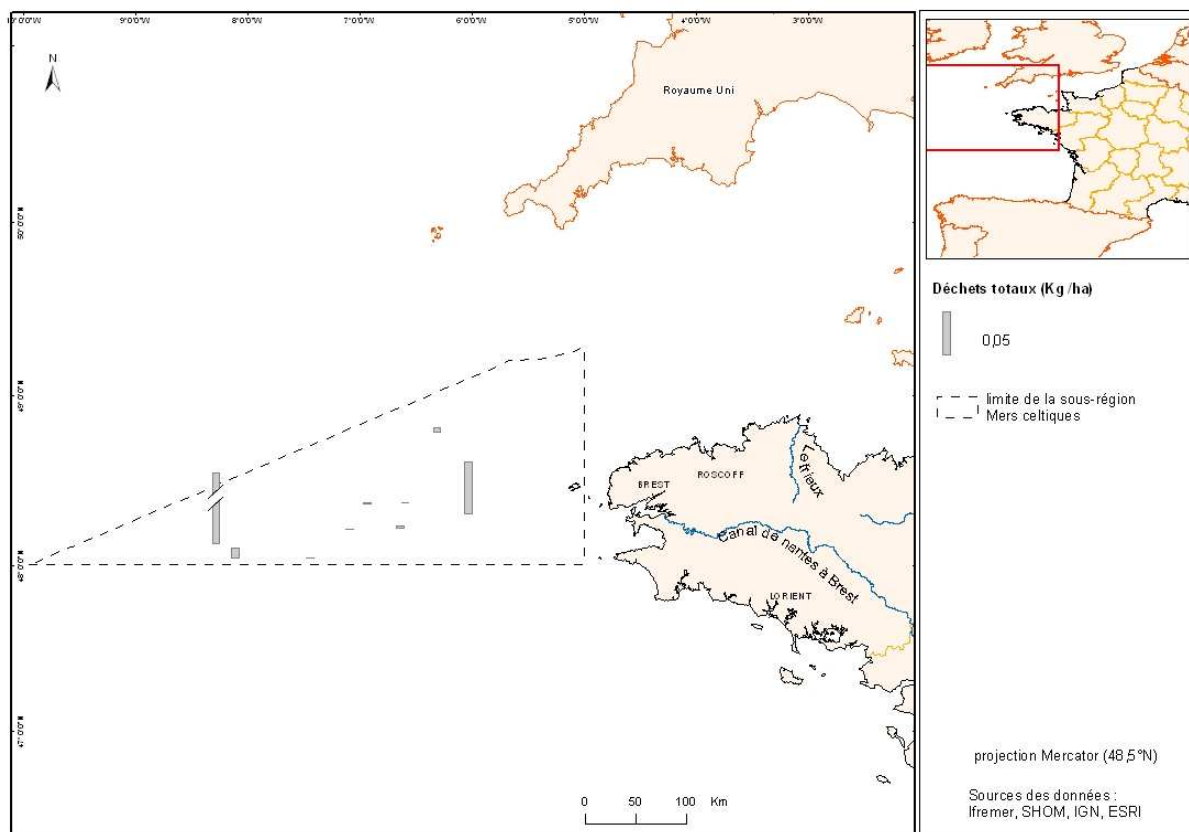 10°0'0"W
9°0'0"W
8°0'0"W
7°0'0"W
6°0'0"W
5°0'0"W
4°0'0"W
3°0'0"W
N
Royaume Uni
50°0'0"N
49°0'0"N
48°0'0"N
47°0'0"N
ROSCOFF
BREST
Le trieux
Canal de nentes à Brest
LORIENT
0 50 100 Km
Déchets totaux (Kg /ha)
0,05
limite de la sous-région
Mers celtiques
projection Mercator (48,5°N)
Sources des données :
Ifremer, SHOM, IGN, ESRI